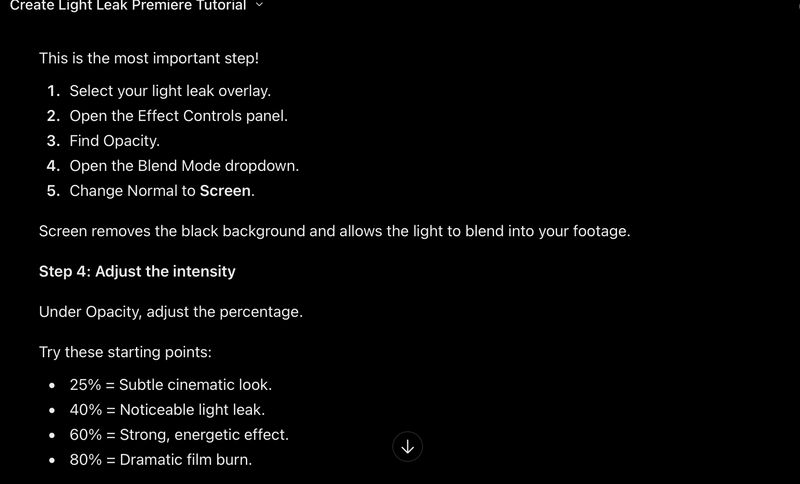 Create Light Leak Premiere Tutorial
This is the most important step!
1. Select your light leak overlay.
2. Open the Effect Controls panel.
3. Find Opacity.
4. Open the Blend Mode dropdown.
5. Change Normal to Screen.
Screen removes the black background and allows the light to blend into your footage.
Step 4: Adjust the intensity
Under Opacity, adjust the percentage.
Try these starting points:
• 25% = Subtle cinematic look.
• 40% = Noticeable light leak.
• 60% = Strong, energetic effect.
• 80% = Dramatic film burn.